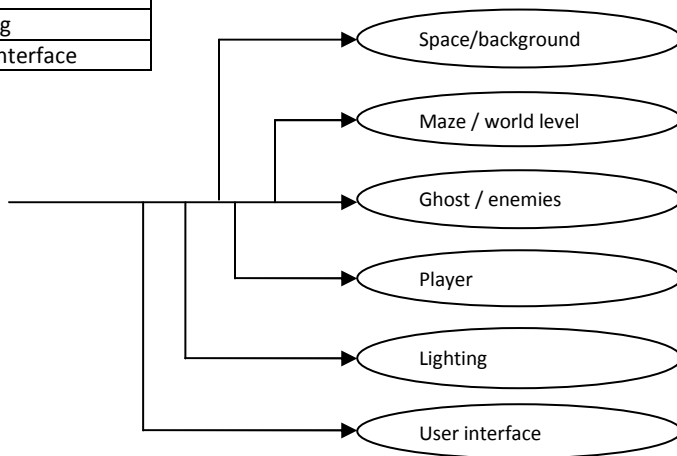 g
nterface
Space/background
Maze / world level
Ghost / enemies
Player
Lighting
User interface